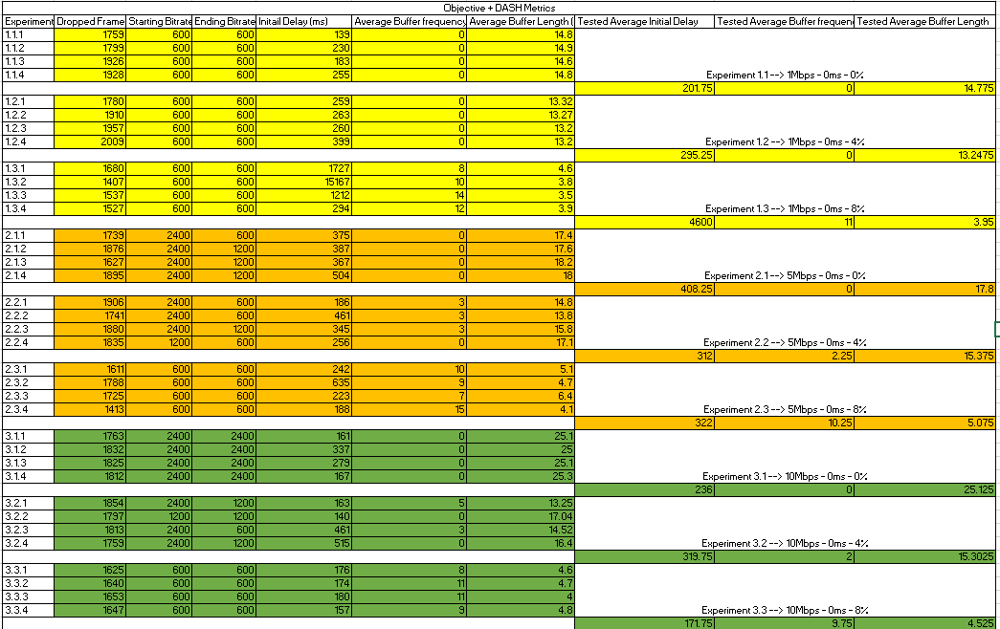 Objective + DASH Metrics
Experiment Dropped Frame Starting Bitrate Ending Bitrate Initail Delay (ms) Average Buffer frequency Average Buffer Length ( Tested Average Initial Delay Tested Average Buffer frequen Tested Average Buffer Length
1.1.1 1759 600 600 139 0 14.8
1.1.2 1799 600 600 230 0 14.9
1.1.3 1926 600 600 183 0 14.6
1.1.4 1928 600 600 255 0 14.8 Experiment 1.1--> 1Mbps - 0ms - 0%
201.75 0 14.775
1.2.1 1780 600 600 259 0 13.32
1.2.2 1910 600 600 263 0 13.27
1.2.3 1957 600 600 260 0 13.2
1.2.4 2009 600 600 399 0 13.2 Experiment 1.2 --> 1Mbps - 0ms - 4%
295.25 0 13.2475
1.3.1 1680 600 600 1727 8 4.6
1.3.2 1407 600 600 15167 10 3.8
1.3.3 1537 600 600 1212 14 3.5
1.3.4 1527 600 600 294 12 3.9 Experiment 1.3 --> 1Mbps - 0ms - 8%
4600 11 3.95
2.1.1 1739 2400 600 375 0 17.4
2.1.2 1876 2400 1200 387 0 17.6
2.1.3 1627 2400 1200 367 0 18.2
2.1.4 1895 2400 1200 504 0 18 Experiment 2.1 --> 5Mbps - 0ms - 0%
408.25 0 17.8
2.2.1 1906 2400 600 186 3 14.8
2.2.2 1741 2400 600 461 3 13.8
2.2.3 1880 2400 1200 345 3 15.8
2.2.4 1835 1200 600 256 0 17.1 Experiment 2.2 --> 5Mbps - 0ms - 4%
312 2.25 15.375
2.3.1 1611 600 600 242 10 5.1
2.3.2 1788 600 600 635 9 4.7
2.3.3 1725 600 600 223 7 6.4
2.3.4 1413 600 600 188 15 4.1 Experiment 2.3 --> 5Mbps - 0ms - 8%
322 10.25 5.075
3.1.1 1763 2400 2400 161 0 25.1
3.1.2 1832 2400 2400 337 0 25
3.1.3 1825 2400 2400 279 0 25.1
3.1.4 1812 2400 2400 167 0 25.3 Experiment 3.1 --> 10Mbps - 0ms - 0%
236 0 25.125
3.2.1 1854 2400 1200 163 5 13.25
3.2.2 1797 1200 1200 140 0 17.04
3.2.3 1813 2400 600 461 3 14.52
3.2.4 1759 2400 1200 515 0 16.4 Experiment 3.2 --> 10Mbps - 0ms - 4%
319.75 2 15.3025
3.3.1 1625 600 600 176 8 4.6
3.3.2 1640 600 600 174 11 4.7
3.3.3 1653 600 600 180 11 4
3.3.4 1647 600 600 157 9 4.8 Experiment 3.3 --> 10Mbps - 0ms - 8%
171.75 9.75 4.525